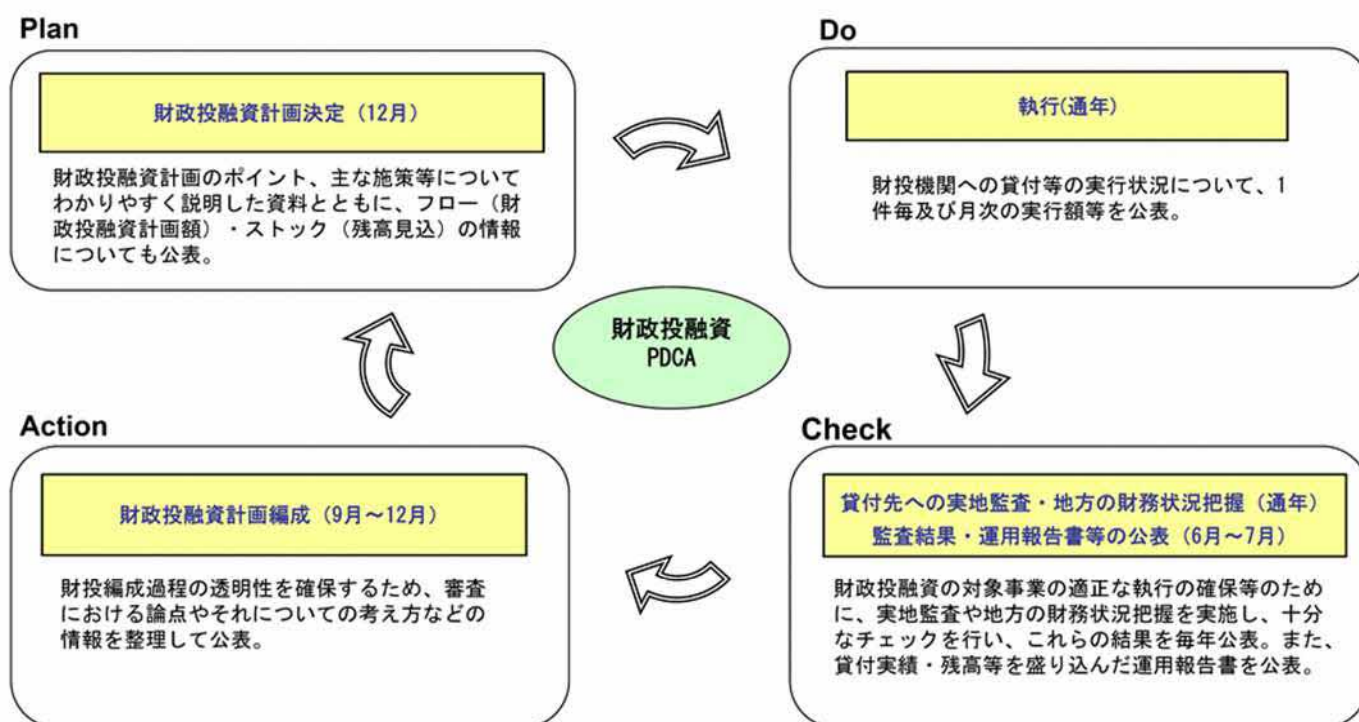 Plan
財政投融資計画決定（12月）
財政投融資計画のポイント、主な施策等について
わかりやすく説明した資料とともに、フロー（財
政投融資計画額）・ストック（残高見込）の情報
についても公表。
Do
執行(通年)
財投機関への貸付等の実行状況について、1
件毎及び月次の実行額等を公表。
財政投融資
PDCA
Action
財政投融資計画編成（9月～12月）
財投編成過程の透明性を確保するため、審査
における論点やそれについての考え方などの
情報を整理して公表。
Check
貸付先への実地監査・地方の財務状況把握（通年）
監査結果・運用報告書等の公表（6月～7月）
財政投融資の対象事業の適正な執行の確保等のため
に、実地監査や地方の財務状況把握を実施し、十分
なチェックを行い、これらの結果を毎年公表。また、
貸付実績・残高等を盛り込んだ運用報告書を公表。